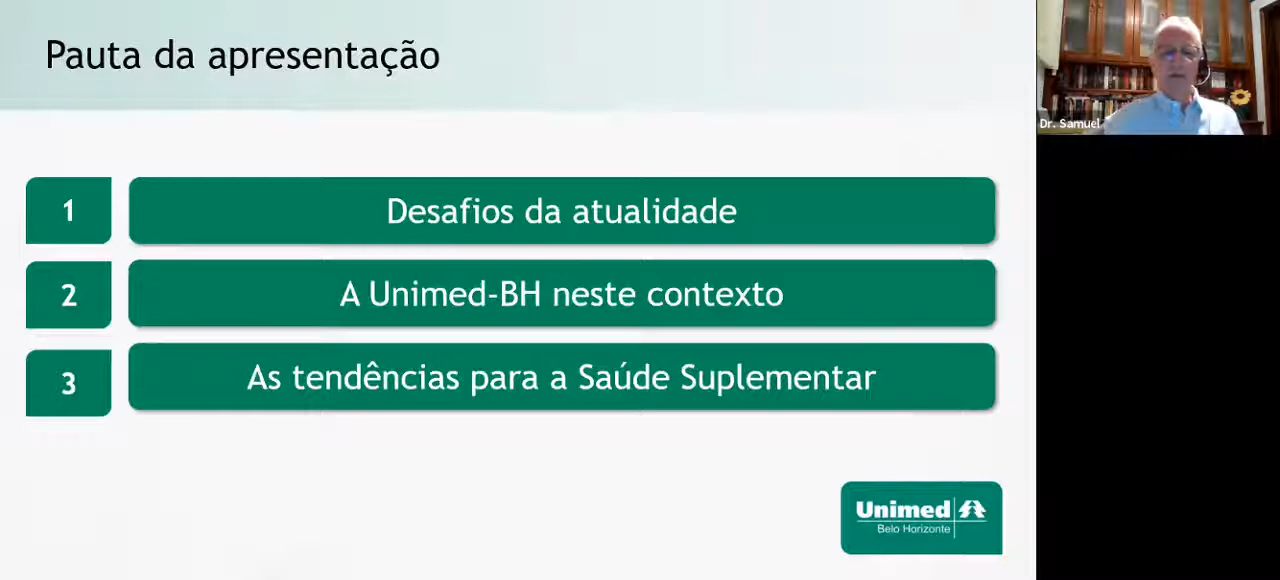 Pauta da apresentação
1
Desafios da atualidade
2
A Unimed-BH neste contexto
3
As tendências para a Saúde Suplementar
Unimed
Belo Horizonte
Dr. Samuel